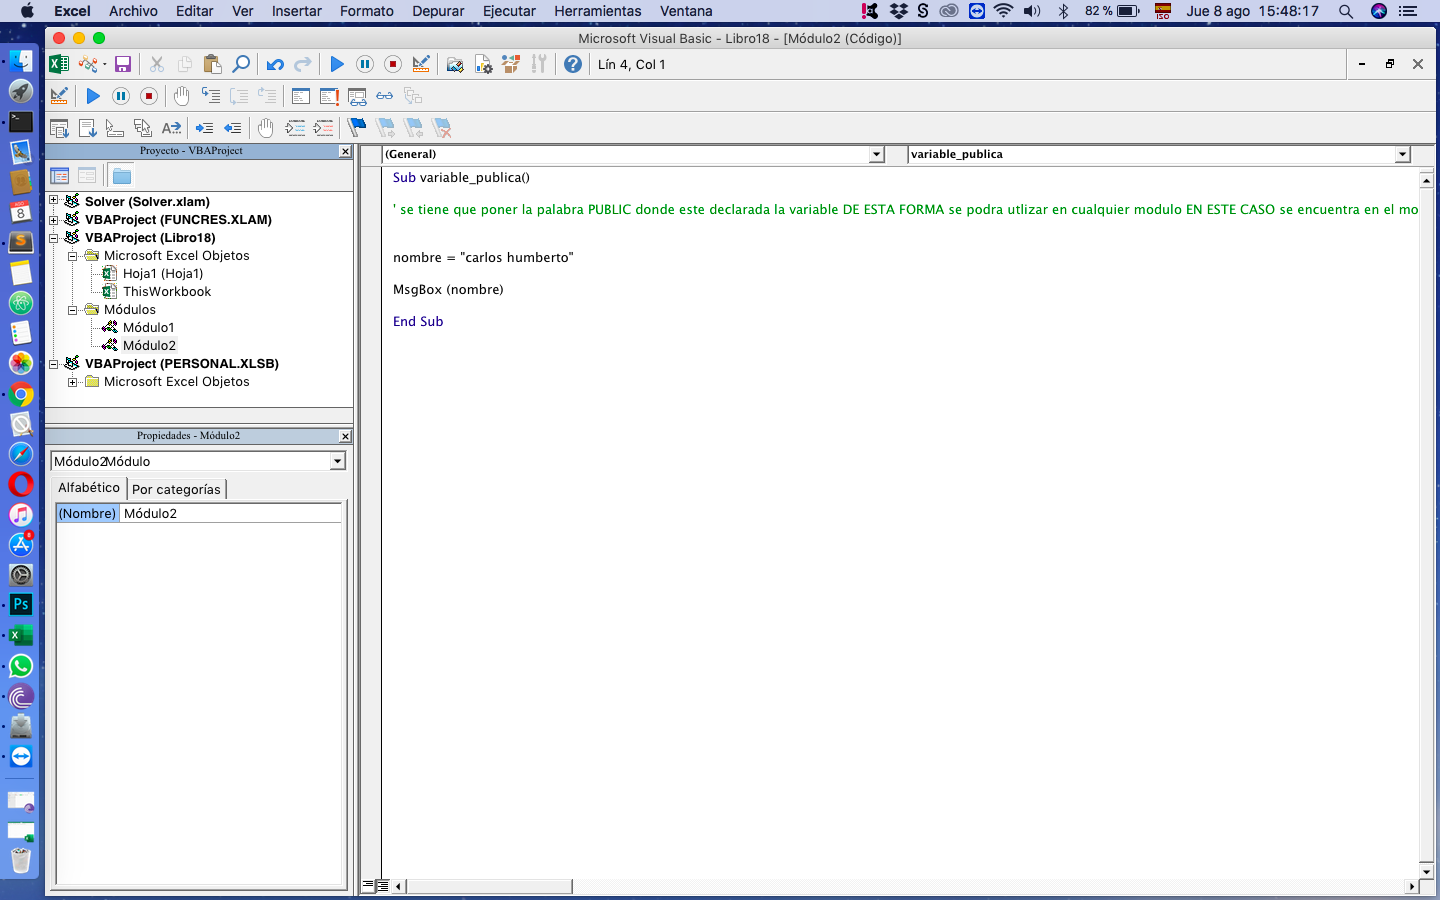 Excel Archivo Editar Ver Insertar Formato Depurar Ejecutar Herramientas Ventana 82 % ISO Jue 8 ago 15:48:17
Microsoft Visual Basic - Libro18 - [Módulo2 (Código)]
Lín 4, Col 1
Proyecto - VBAProject
(General)
variable_publica
Solver (Solver.xlam)
VBAProject (FUNCRES.XLAM)
VBAProject (Libro18)
Microsoft Excel Objetos
Hoja1 (Hoja1)
ThisWorkbook
Módulos
Módulo1
Módulo2
VBAProject (PERSONAL.XLSB)
Microsoft Excel Objetos
Propiedades - Módulo2
Módulo2 Módulo
Alfabético Por categorías
(Nombre) Módulo2
Sub variable_publica()
' se tiene que poner la palabra PUBLIC donde este declarada la variable DE ESTA FORMA se podra utlizar en cualquier modulo EN ESTE CASO se encuentra en el mo
nombre = "carlos humberto"
MsgBox (nombre)
End Sub
8
Ps